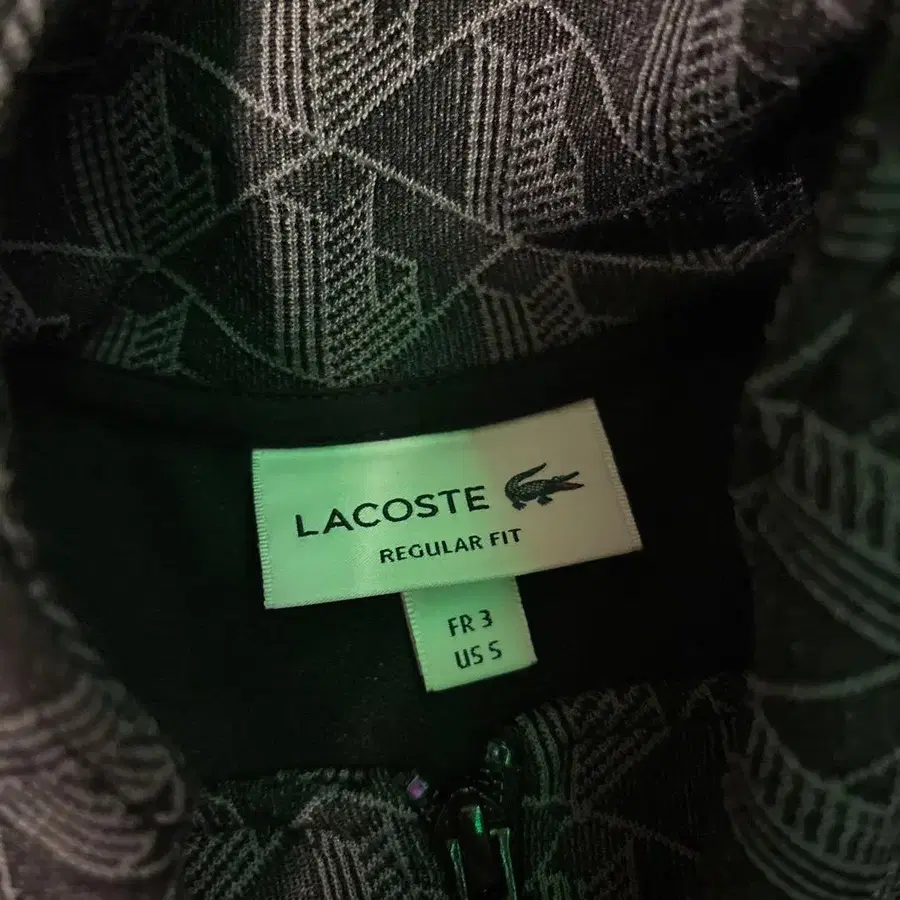 LACOSTE
REGULAR FIT
FR 3
US S